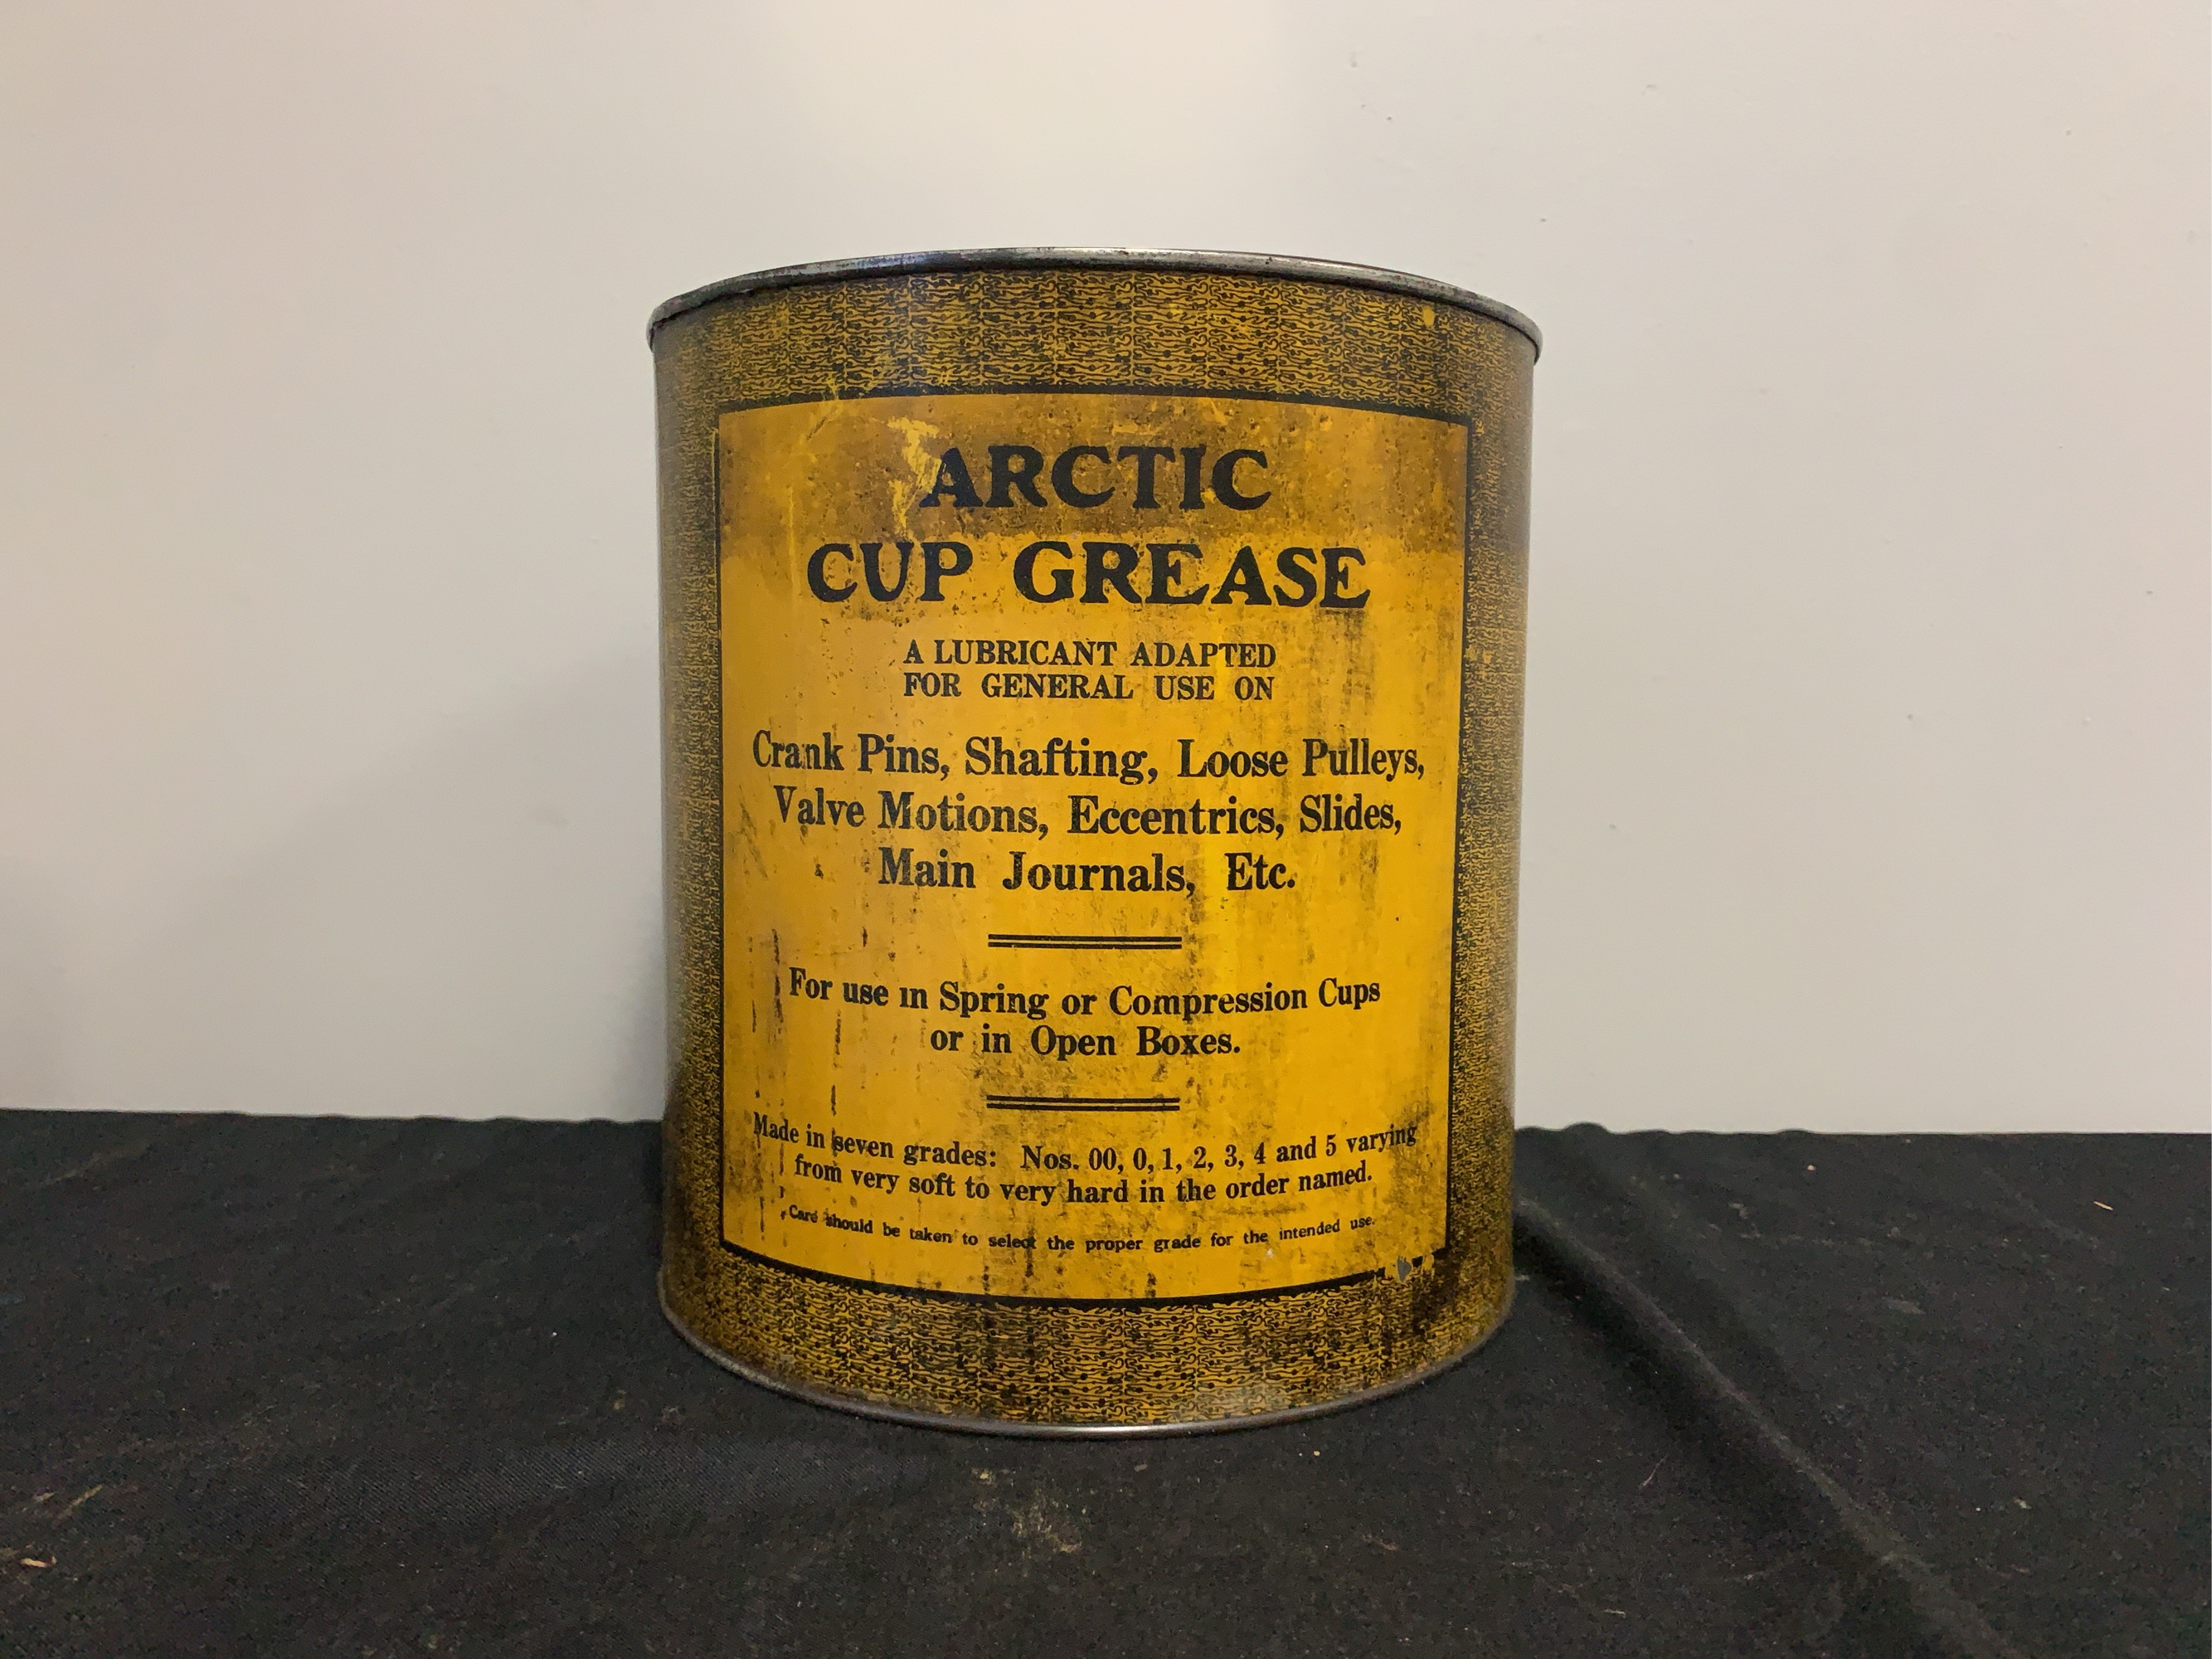 ARCTIC
CUP GREASE
A LUBRICANT ADAPTED
FOR GENERAL USE ON
Crank Pins, Shafting, Loose Pulleys,
Valve Motions, Eccentrics, Slides,
Main Journals, Etc.
For use in Spring or Compression Cups
or in Open Boxes.
Made in seven grades: Nos. 00, 0, 1, 2, 3, 4 and 5 varying
from very soft to very hard in the order named.
Care should be taken to select the proper grade for the intended use.